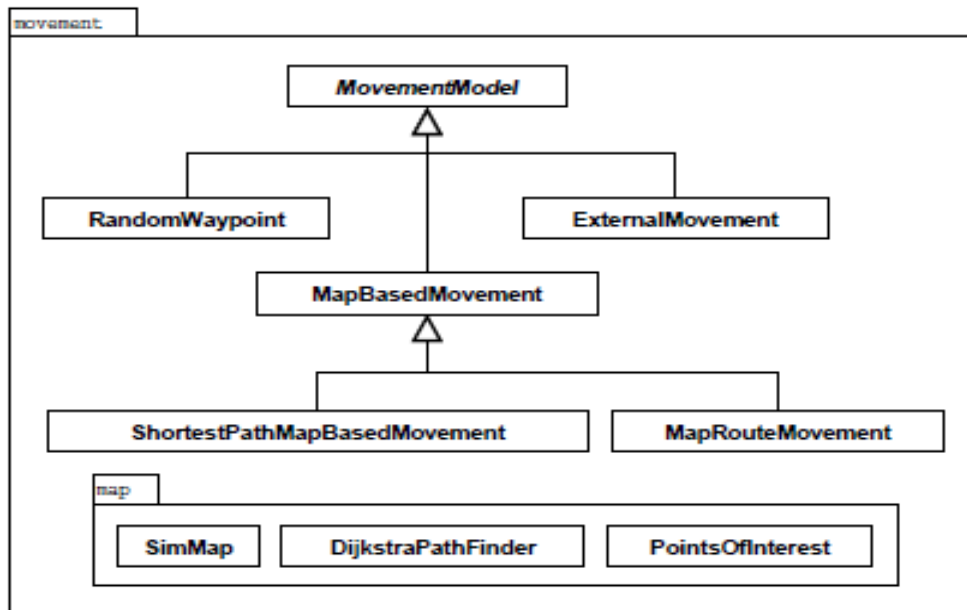 movement
MovementModel
RandomWaypoint
ExternalMovement
MapBasedMovement
ShortestPathMapBasedMovement
MapRouteMovement
map
SimMap
DijkstraPathFinder
PointsOfInterest